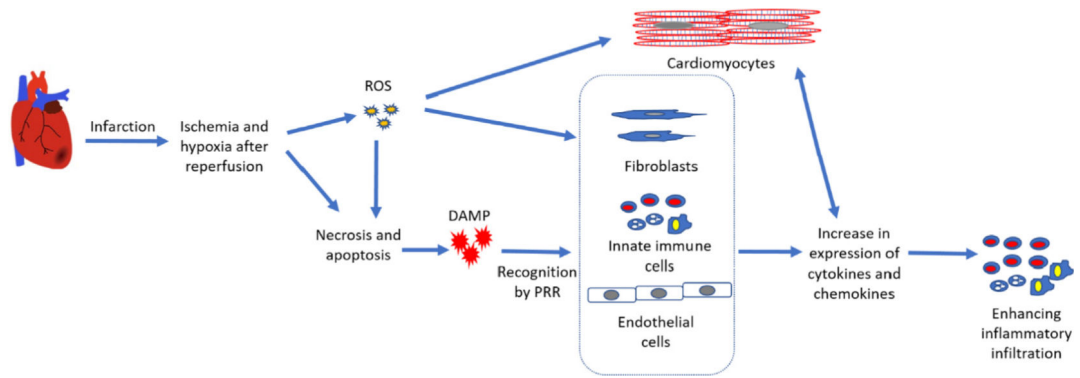 Infarction
Ischemia and
hypoxia after
reperfusion
ROS
Necrosis and
apoptosis
DAMP
Recognition
by PRR
Cardiomyocytes
Fibroblasts
Innate immune
cells
Endothelial
cells
Increase in
expression of
cytokines and
chemokines
Enhancing
inflammatory
infiltration